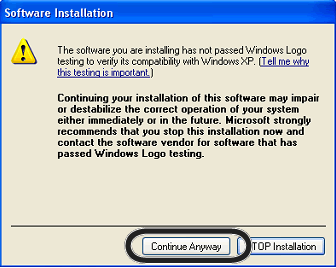 Software Installation
The software you are installing has not passed Windows Logo
testing to verify its compatibility with Windows XP. (Tell me why
this testing is important.)
Continuing your installation of this software may impair
or destabilize the correct operation of your system
either immediately or in the future. Microsoft strongly
recommends that you stop this installation now and
contact the software vendor for software that has
passed Windows Logo testing.
Continue Anyway
TOP Installation